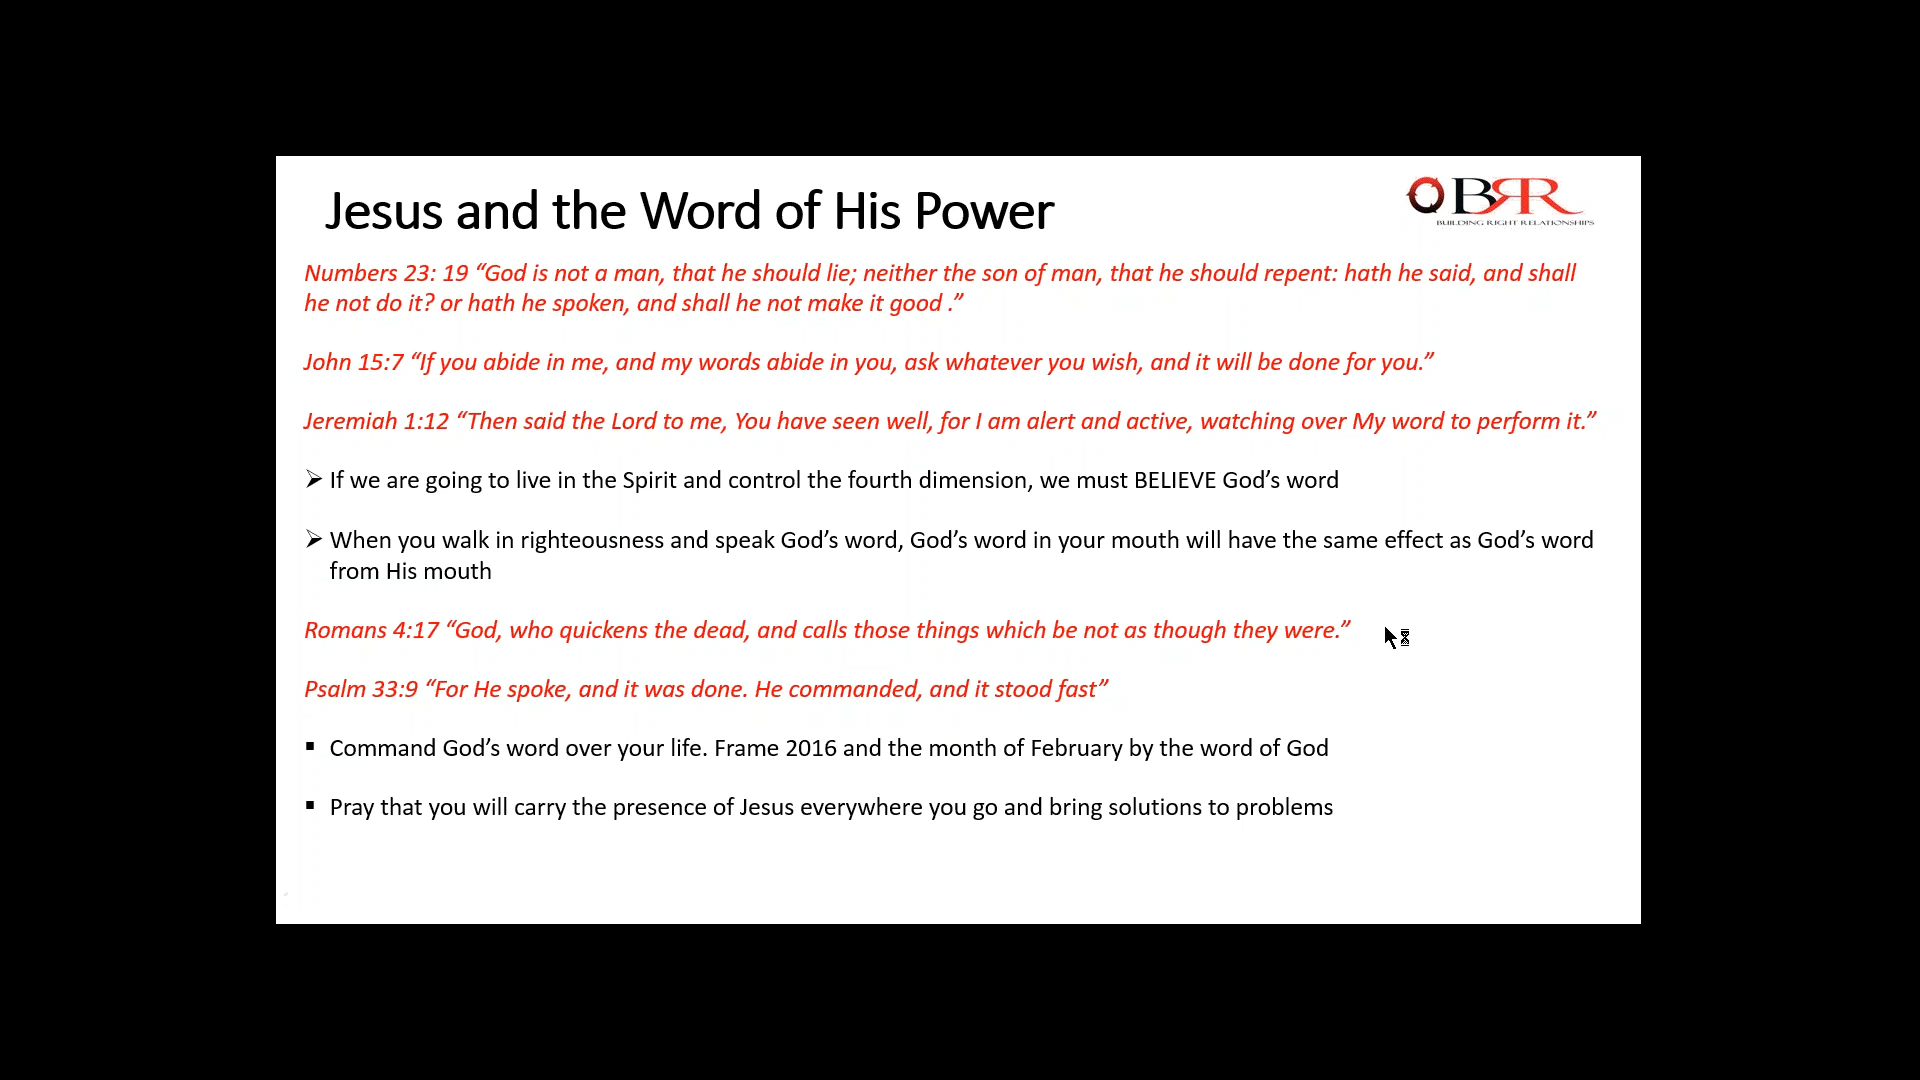 Jesus and the Word of His Power
BRR
BUILDING RIGHT RELATIONSHIPS
Numbers 23: 19 “God is not a man, that he should lie; neither the son of man, that he should repent: hath he said, and shall
he not do it? or hath he spoken, and shall he not make it good .”
John 15:7 “If you abide in me, and my words abide in you, ask whatever you wish, and it will be done for you.”
Jeremiah 1:12 “Then said the Lord to me, You have seen well, for I am alert and active, watching over My word to perform it.”
➢ If we are going to live in the Spirit and control the fourth dimension, we must BELIEVE God’s word
➢ When you walk in righteousness and speak God’s word, God’s word in your mouth will have the same effect as God’s word
from His mouth
Romans 4:17 “God, who quickens the dead, and calls those things which be not as though they were.”
Psalm 33:9 “For He spoke, and it was done. He commanded, and it stood fast”
▪ Command God’s word over your life. Frame 2016 and the month of February by the word of God
▪ Pray that you will carry the presence of Jesus everywhere you go and bring solutions to problems